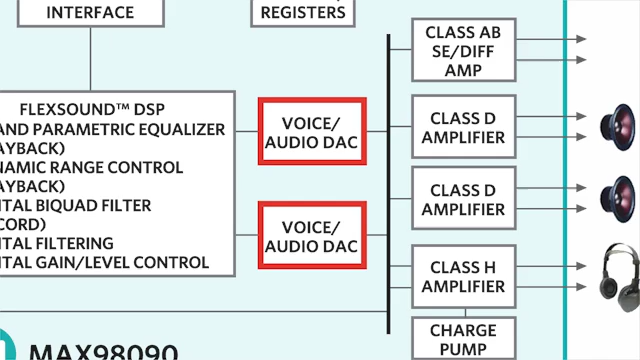 INTERFACE
REGISTERS
CLASS AB
SE/DIFF
AMP
FLEXSOUND™ DSP
AND PARAMETRIC EQUALIZER
AYBACK)
NAMIC RANGE CONTROL
AYBACK)
ITAL BIQUAD FILTER
CORD)
ITAL FILTERING
ITAL GAIN/LEVEL CONTROL
VOICE/
AUDIO DAC
VOICE/
AUDIO DAC
CLASS D
AMPLIFIER
CLASS D
AMPLIFIER
CLASS H
AMPLIFIER
CHARGE
PUMP
MAX98090